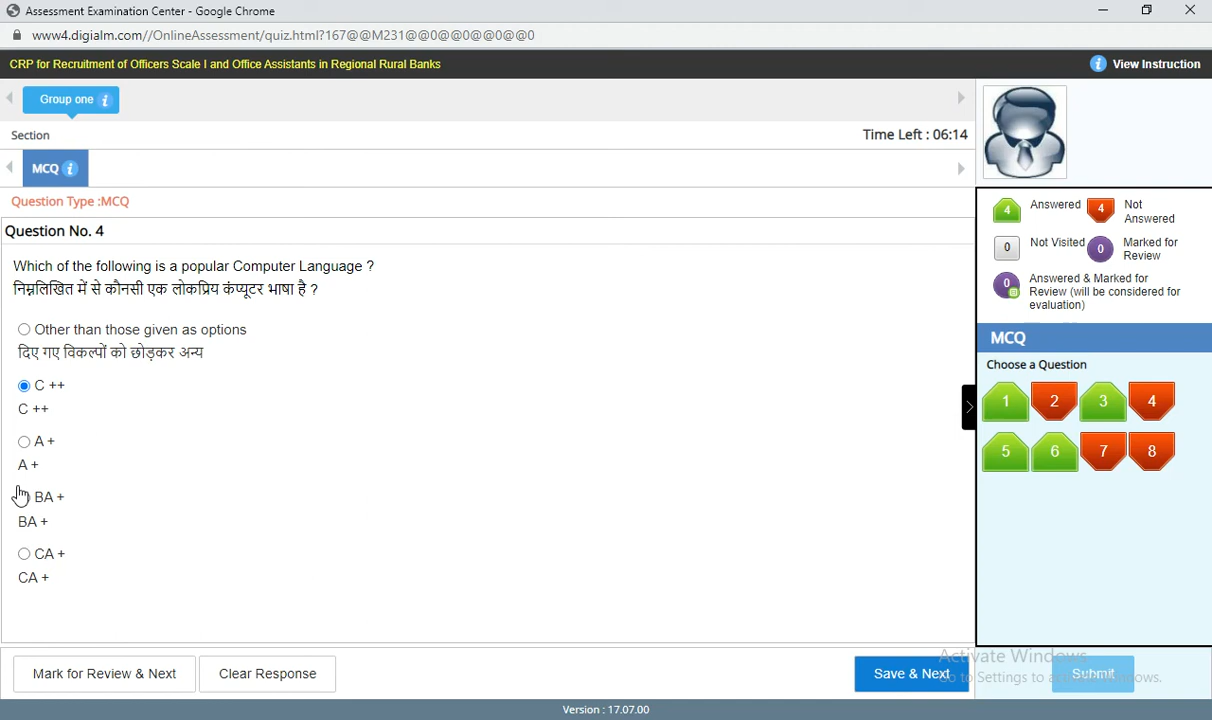 Assessment Examination Center - Google Chrome
www4.digialm.com//OnlineAssessment/quiz.html?167@@M231@@0@@0@@0@@0
CRP for Recruitment of Officers Scale I and Office Assistants in Regional Rural Banks
View Instruction
Group one i
Section
Time Left : 06:14
MCQ i
Question Type :MCQ
Question No. 4
Which of the following is a popular Computer Language ?
निम्नलिखित में से कौनसी एक लोकप्रिय कंप्यूटर भाषा है ?
Other than those given as options
दिए गए विकल्पों को छोड़कर अन्य
C ++
C ++
A +
A +
BA +
BA +
CA +
CA +
Mark for Review & Next
Clear Response
Save & Next
4 Answered
4 Not Answered
0 Not Visited
0 Marked for Review
0 Answered & Marked for
Review (will be considered for
evaluation)
MCQ
Choose a Question
1 2 3 4
5 6 7 8
Activate Windows
Go to Settings to activate Windows.
Submit
Version : 17.07.00